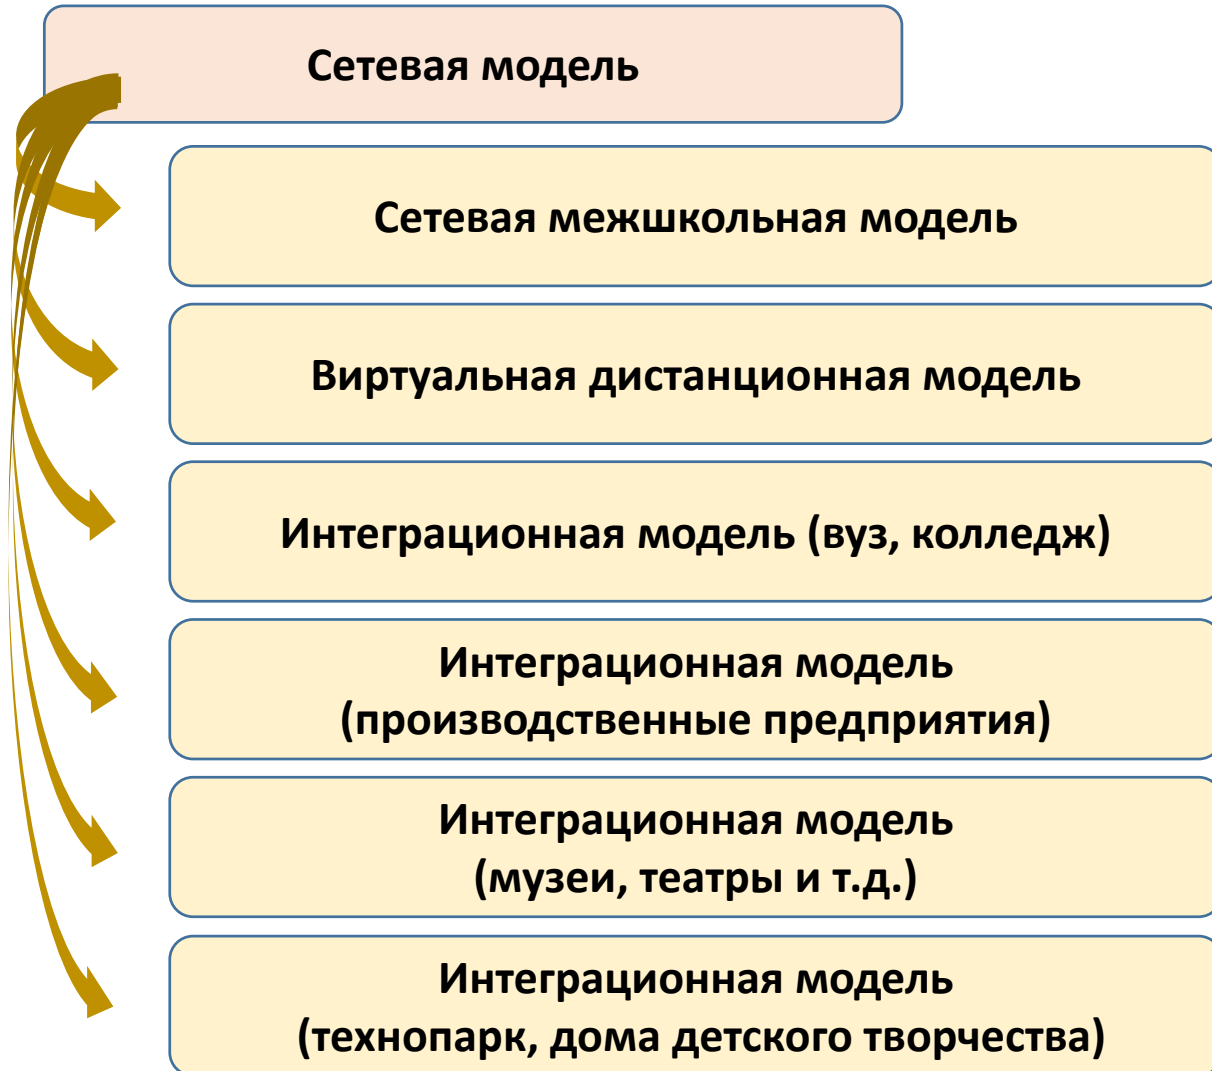 Сетевая модель
Сетевая межшкольная модель
Виртуальная дистанционная модель
Интеграционная модель (вуз, колледж)
Интеграционная модель
(производственные предприятия)
Интеграционная модель
(музеи, театры и т.д.)
Интеграционная модель
(технопарк, дома детского творчества)